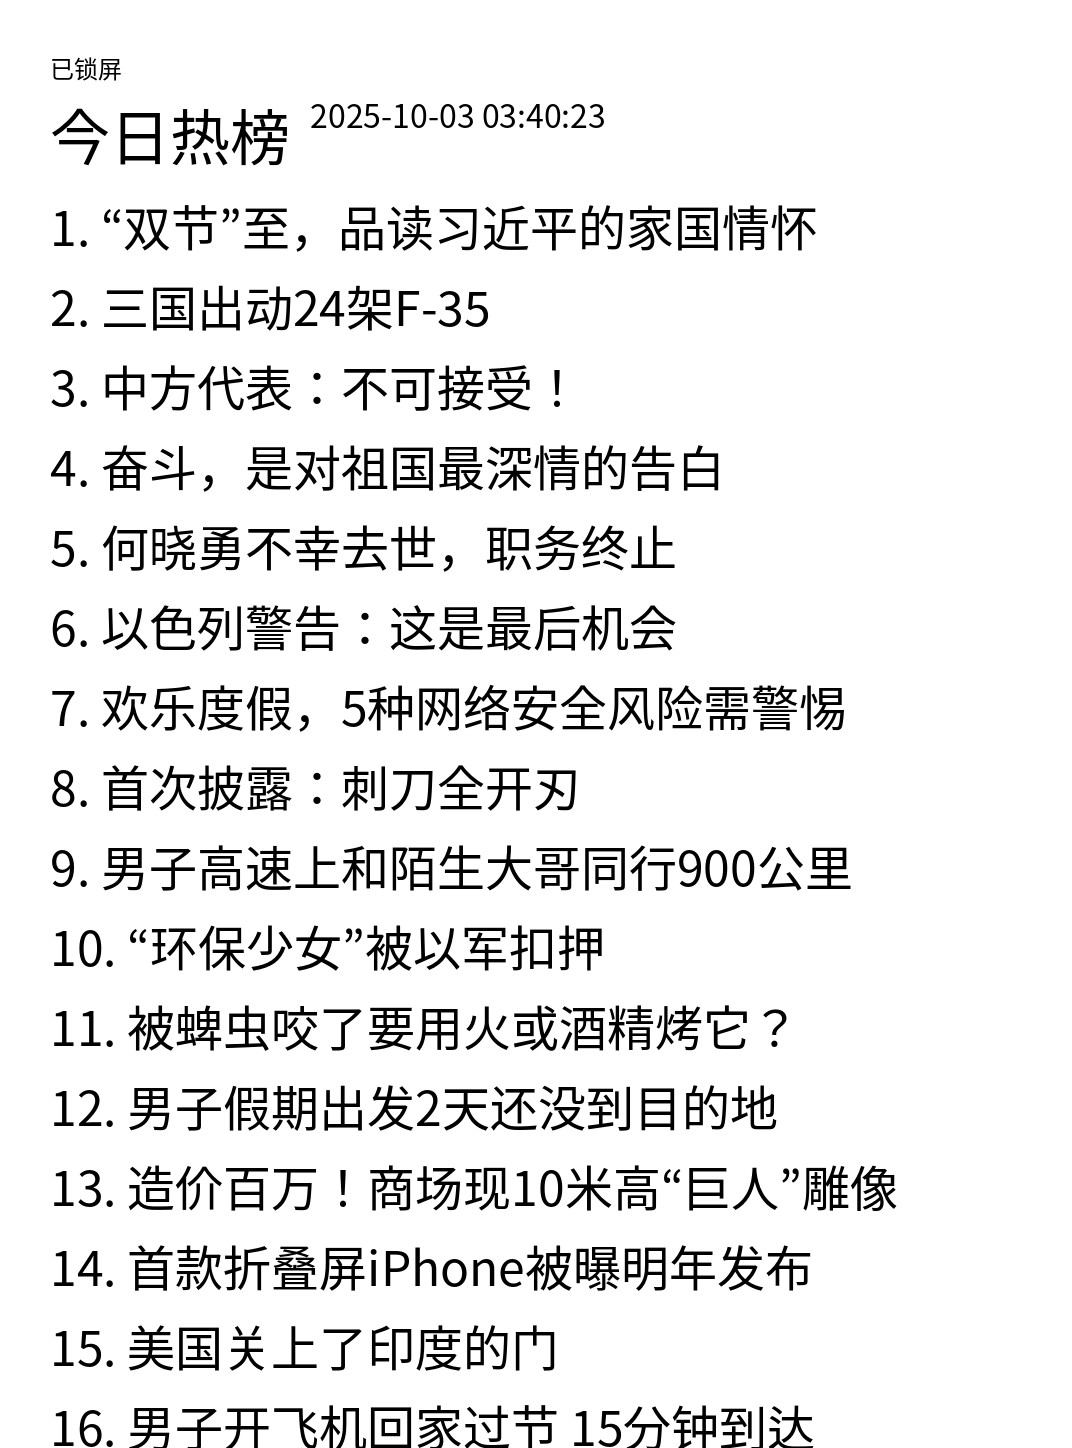 已锁屏
今日热榜 2025-10-03 03:40:23
1. “双节”至，品读习近平的家国情怀
2. 三国出动24架F-35
3. 中方代表：不可接受！
4. 奋斗，是对祖国最深情的告白
5. 何晓勇不幸去世，职务终止
6. 以色列警告：这是最后机会
7. 欢乐度假，5种网络安全风险需警惕
8. 首次披露：刺刀全开刃
9. 男子高速上和陌生大哥同行900公里
10. “环保少女”被以军扣押
11. 被蜱虫咬了要用火或酒精烤它？
12. 男子假期出发2天还没到目的地
13. 造价百万！商场现10米高“巨人”雕像
14. 首款折叠屏iPhone被曝明年发布
15. 美国关上了印度的门
16. 男子开飞机回家过节 15分钟到达